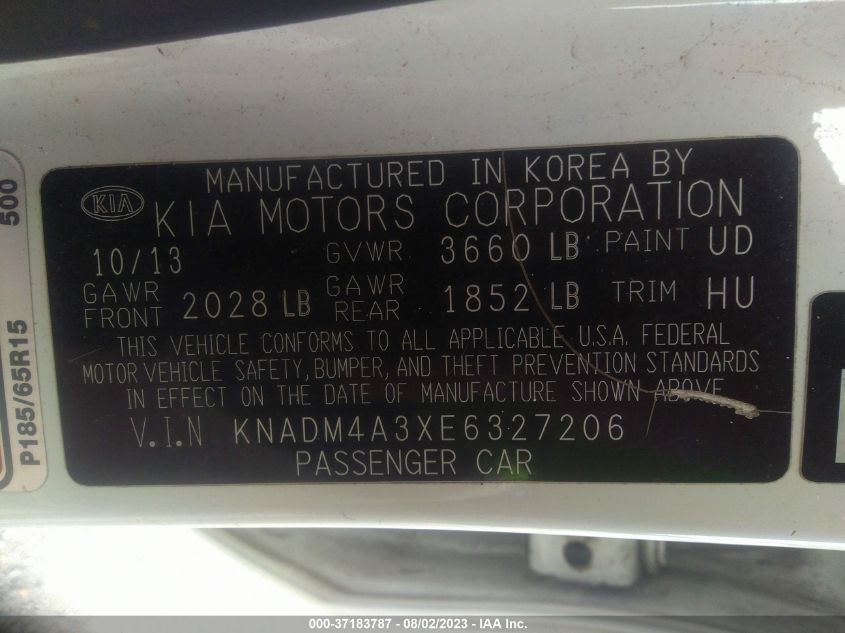 MANUFACTURED IN KOREA BY
KIA KIA MOTORS CORPORATION
10/13 GVWR 3660 LB PAINT UD
GAWR FRONT 2028 LB GAWR REAR 1852 LB TRIM HU
THIS VEHICLE CONFORMS TO ALL APPLICABLE U.S.A. FEDERAL
MOTOR VEHICLE SAFETY, BUMPER, AND THEFT PREVENTION STANDARDS
IN EFFECT ON THE DATE OF MANUFACTURE SHOWN ABOVE
V.I.N KNADM4A3XE6327206
PASSENGER CAR
500
P185/65R15
000-37183787 - 08/02/2023 - IAA Inc.